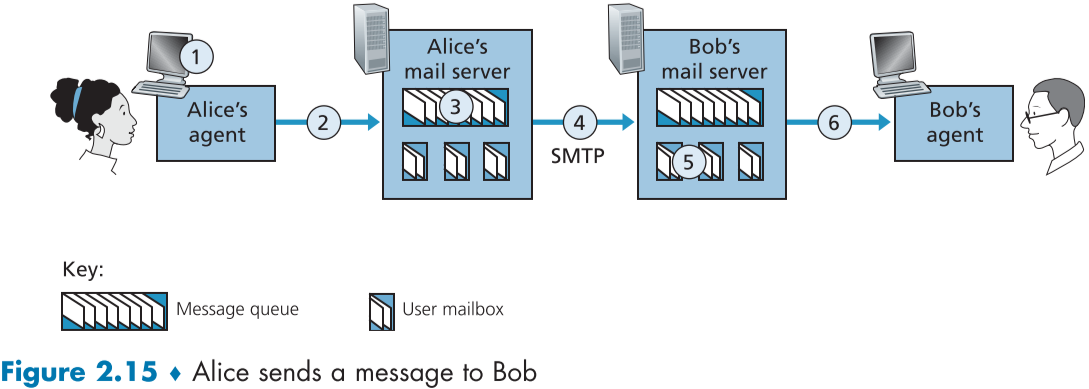 1
Alice's
agent
2
Alice's
mail server
3
4
SMTP
Bob's
mail server
5
6
Bob's
agent
Key:
Message queue
User mailbox
Figure 2.15 ♦ Alice sends a message to Bob